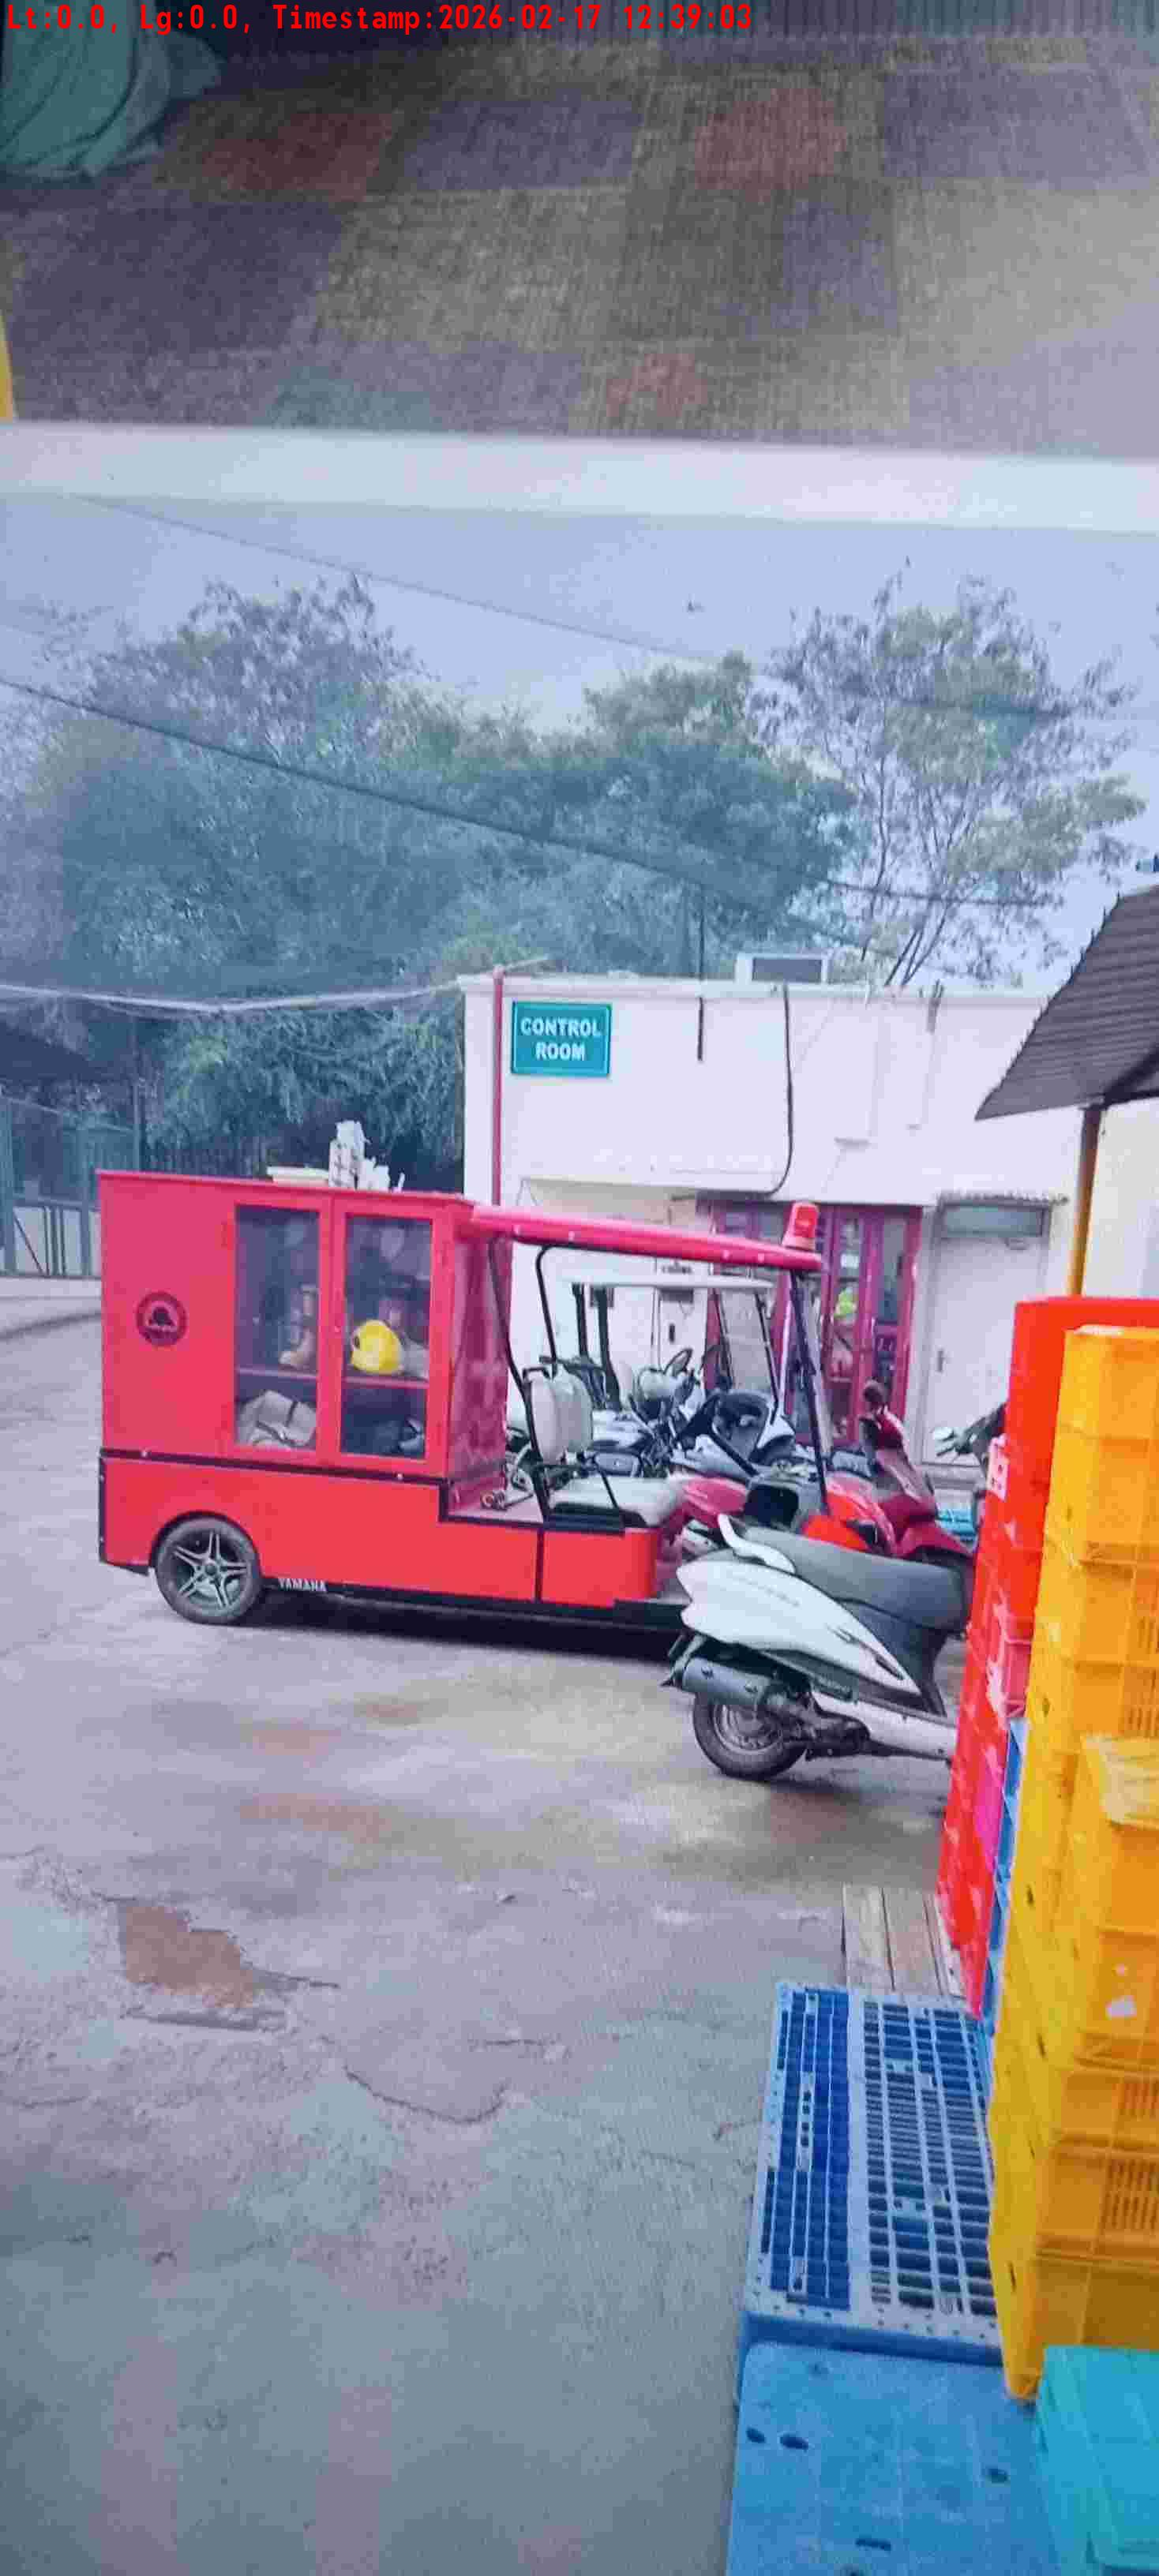 Lt:0.0, Lg:0.0, Timestamp:2026-02-17 12:39:03
CONTROL
ROOM
YAMAHA